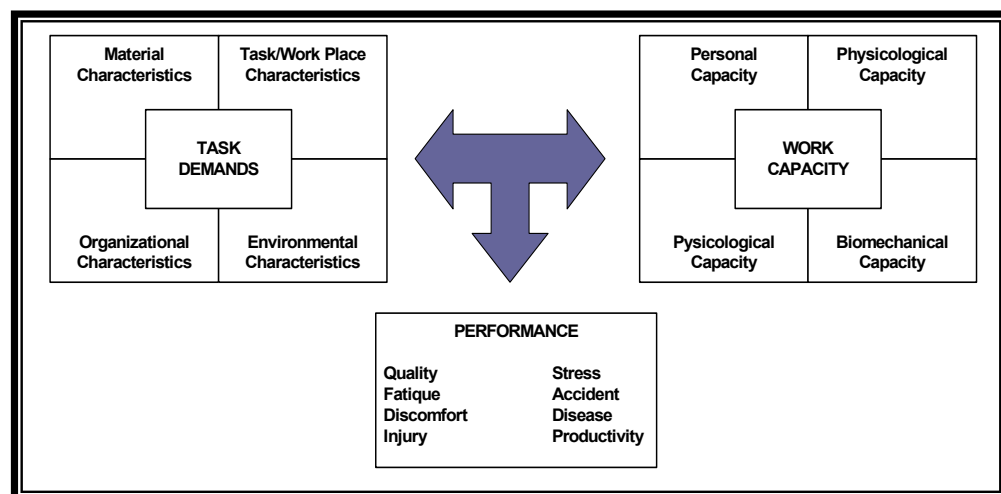 Material
Characteristics
Task/Work Place
Characteristics
TASK
DEMANDS
Organizational
Characteristics
Environmental
Characteristics
Personal
Capacity
Physicological
Capacity
WORK
CAPACITY
Pysicological
Capacity
Biomechanical
Capacity
PERFORMANCE
Quality
Fatique
Discomfort
Injury
Stress
Accident
Disease
Productivity